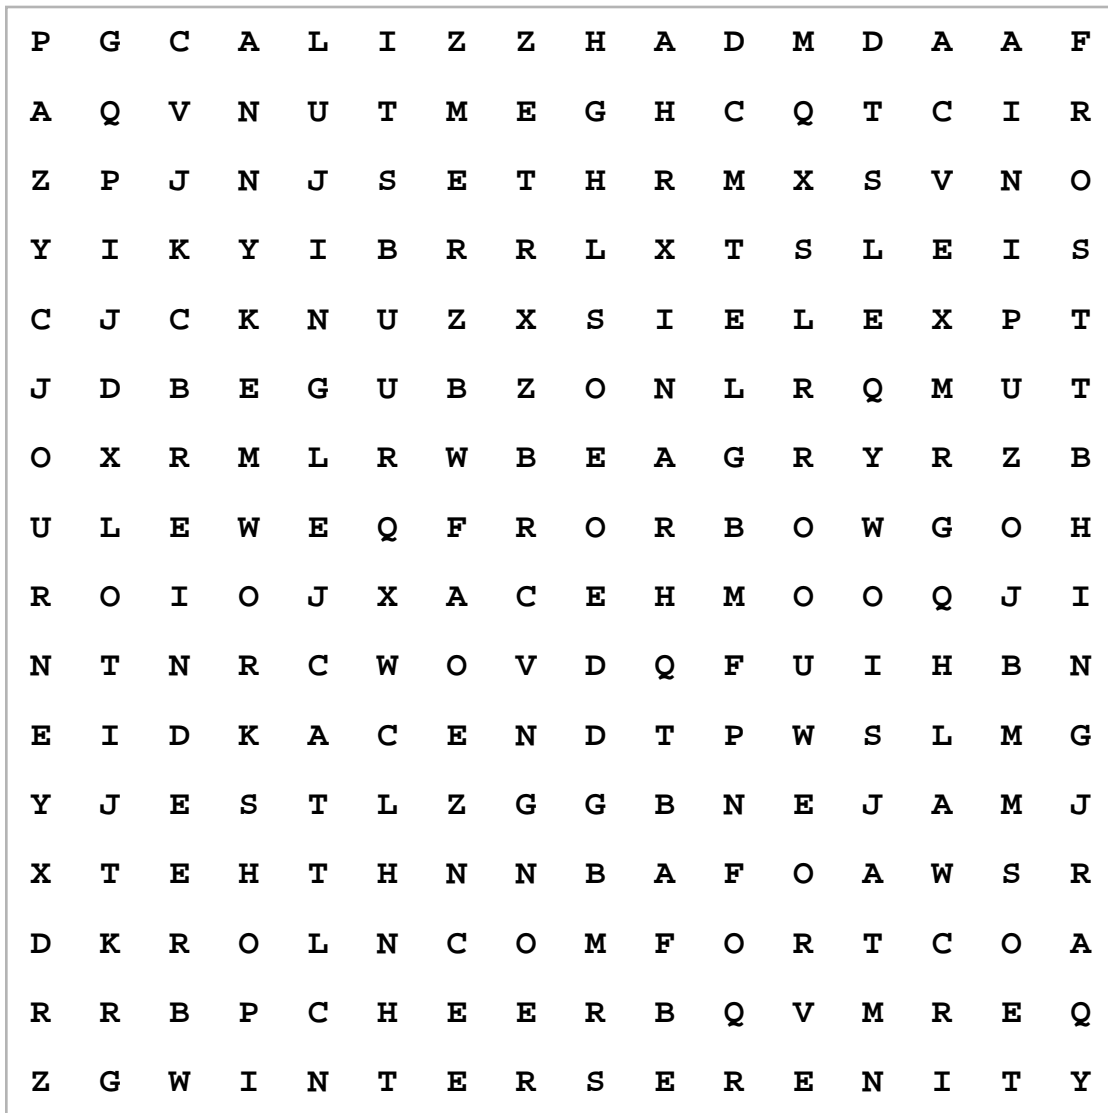 P G C A L I Z Z H A D M D A A F
A Q V N U T M E G H C Q T C I R
Z P J N J S E T H R M X S V N O
Y I K Y I B R R L X T S L E I S
C J C K N U Z X S I E L E X P T
J D B E G U B Z O N L R Q M U T
O X R M L R W B E A G R Y R Z B
U L E W E Q F R O R B O W G O H
R O I O J X A C E H M O O Q J I
N T N R C W O V D Q F U I H B N
E I D K A C E N D T P W S L M G
Y J E S T L Z G G B N E J A M J
X T E H T H N N B A F O A W S R
D K R O L N C O M F O R T C O A
R R B P C H E E R B Q V M R E Q
Z G W I N T E R S E R E N I T Y